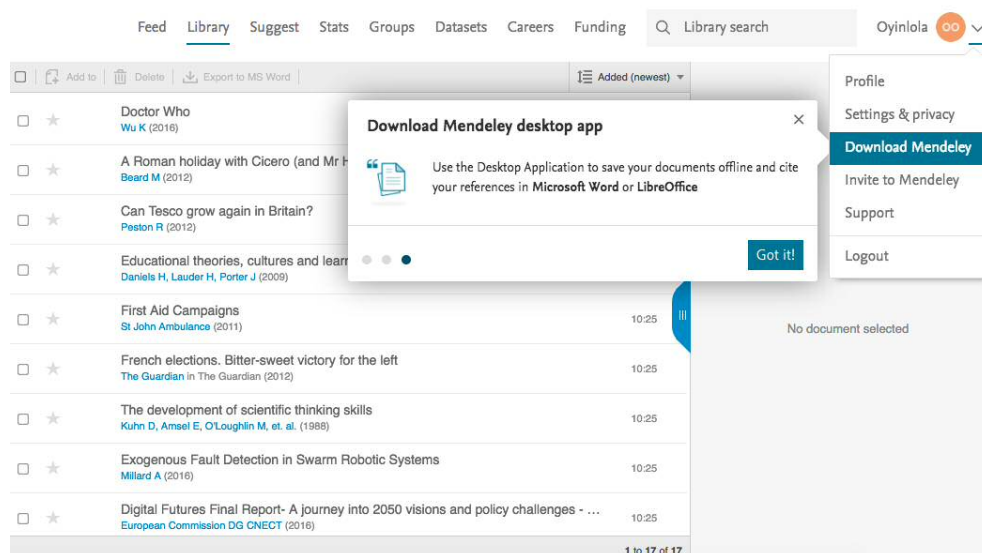 Feed Library Suggest Stats Groups Datasets Careers Funding Library search Oyinlola OO
Add to Delete Export to MS Word Added (newest)
Profile
Settings & privacy
Download Mendeley
Invite to Mendeley
Support
Logout
Download Mendeley desktop app
Use the Desktop Application to save your documents offline and cite
your references in Microsoft Word or LibreOffice
Got it!
Doctor Who
Wu K (2016)
A Roman holiday with Cicero (and Mr H
Beard M (2012)
Can Tesco grow again in Britain?
Peston R (2012)
Educational theories, cultures and learn
Daniels H, Lauder H, Porter J (2009)
First Aid Campaigns
St John Ambulance (2011)
10:25
French elections. Bitter-sweet victory for the left
The Guardian in The Guardian (2012)
10:25
The development of scientific thinking skills
Kuhn D, Amsel E, O'Loughlin M, et. al. (1988)
10:25
Exogenous Fault Detection in Swarm Robotic Systems
Millard A (2016)
10:25
Digital Futures Final Report- A journey into 2050 visions and policy challenges - ...
European Commission DG CNECT (2016)
10:25
No document selected
1 to 17 of 17